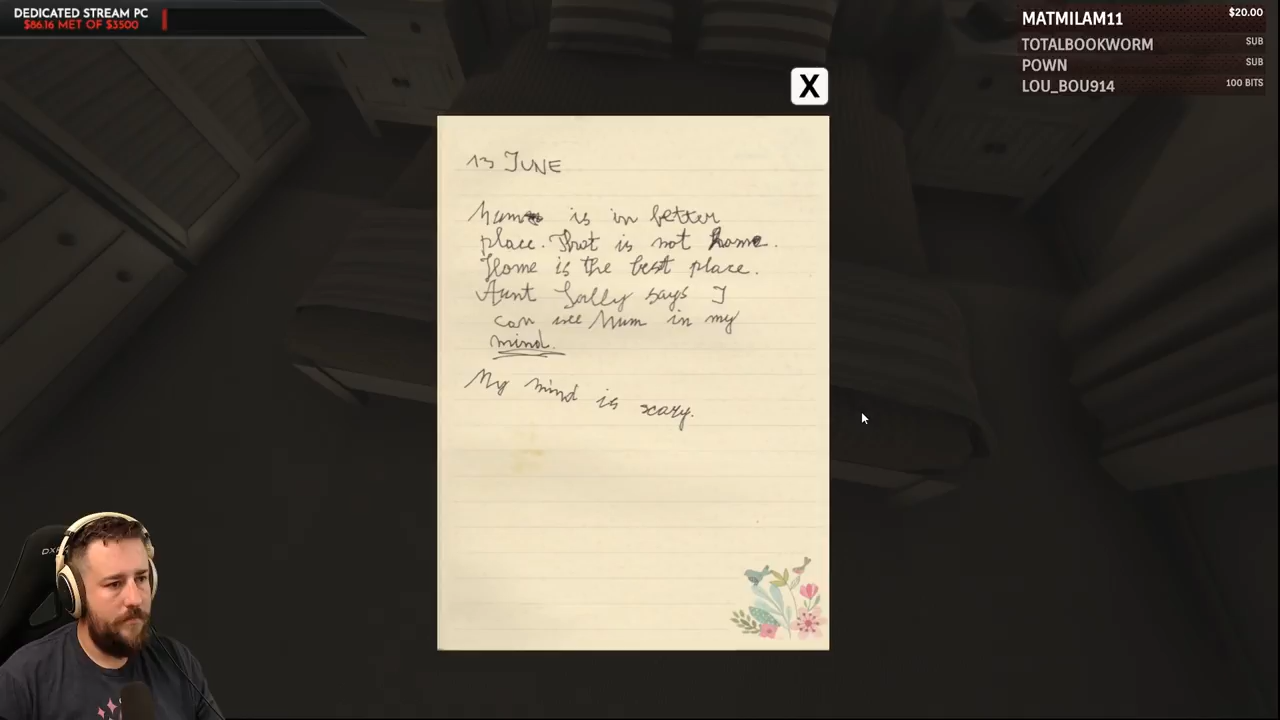 DEDICATED STREAM PC
$86.16 MET OF $3500
MATMILAM11 $20.00
TOTALBOOKWORM SUB
POWN SUB
LOU_BOU914 100 BITS
X
13 JUNE
Mum is in better
place. That is not home.
Home is the best place.
Aunt Sally says I
can see Mum in my
mind.
My mind is scary.